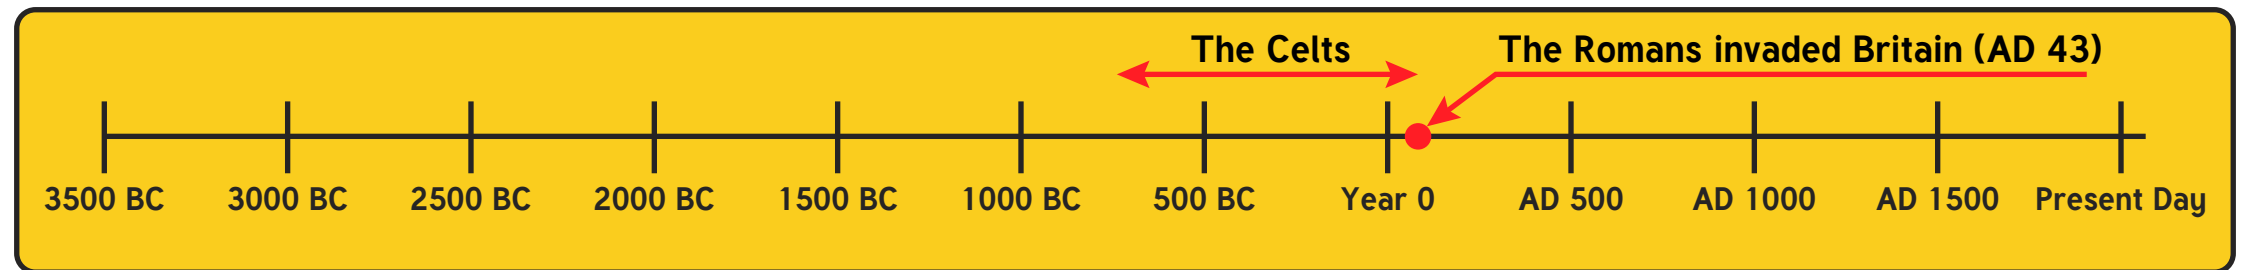 The Celts
The Romans invaded Britain (AD 43)
3500 BC
3000 BC
2500 BC
2000 BC
1500 BC
1000 BC
500 BC
Year 0
AD 500
AD 1000
AD 1500
Present Day